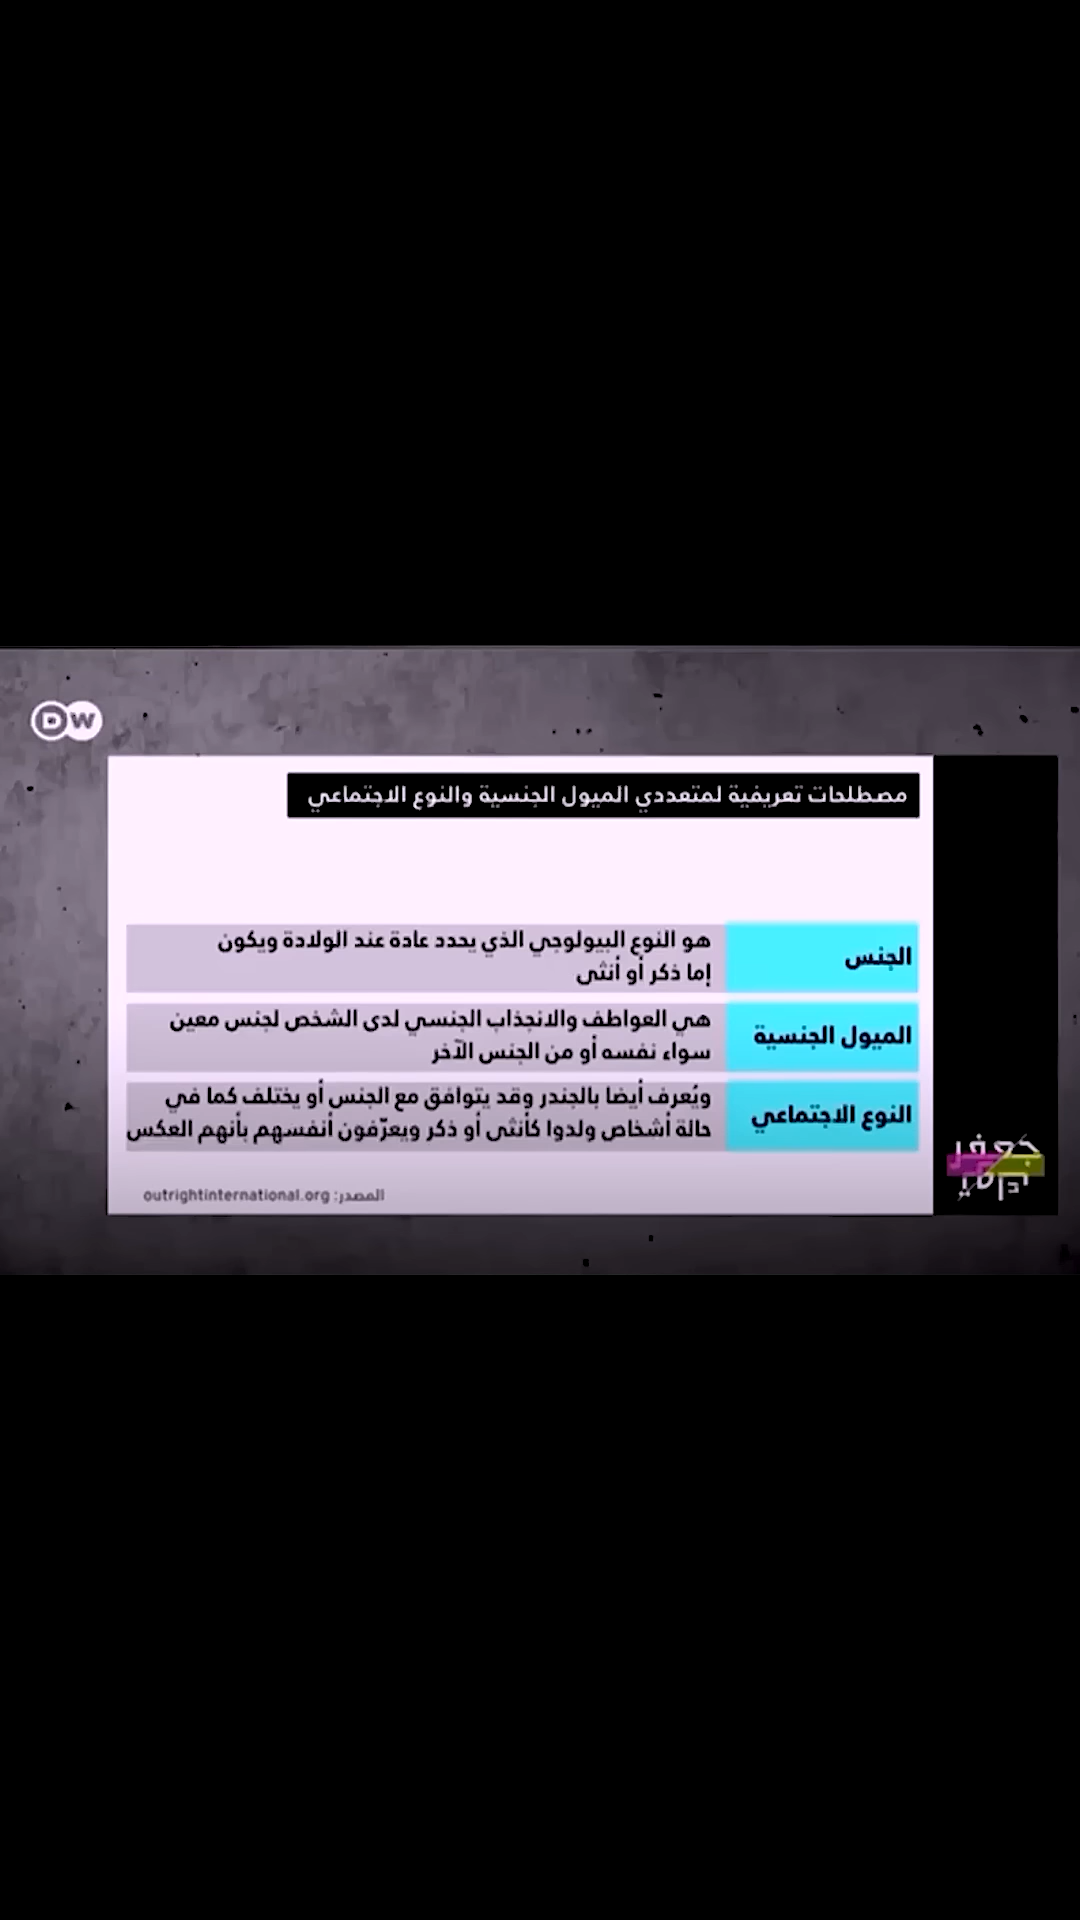 DW
مصطلحات تعريفية لمتعددي الميول الجنسية والنوع الاجتماعي
الجنس
هو النوع البيولوجي الذي يحدد عادة عند الولادة ويكون
إما ذكر أو أنثى
الميول الجنسية
هي العواطف والانجذاب الجنسي لدى الشخص لجنس معين
سواء نفسه أو من الجنس الآخر
النوع الاجتماعي
ويُعرف أيضا بالجندر وقد يتوافق مع الجنس أو يختلف كما في
حالة أشخاص ولدوا كأنثى أو ذكر ويعرّفون أنفسهم بأنهم العكس
المصدر: outrightinternational.org
جعفر